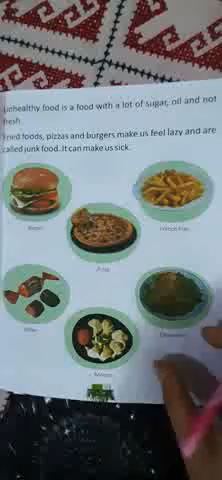 unhealthy food is a food with a lot of sugar, oil and not
fresh.
Fried foods, pizzas and burgers make us feel lazy and are
called junk food. It can make us sick.
Burger
French Fries
Pizza
Momos